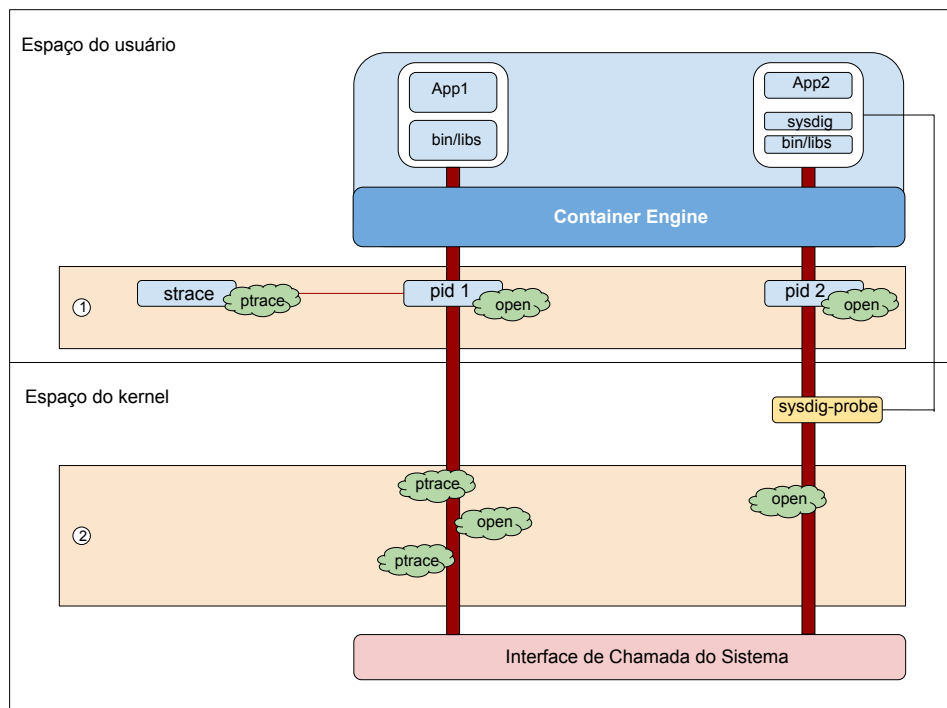 Espaço do usuário
App1
bin/libs
App2
sysdig
bin/libs
Container Engine
1
strace
ptrace
pid 1
open
pid 2
open
Espaço do kernel
sysdig-probe
2
ptrace
open
ptrace
open
Interface de Chamada do Sistema